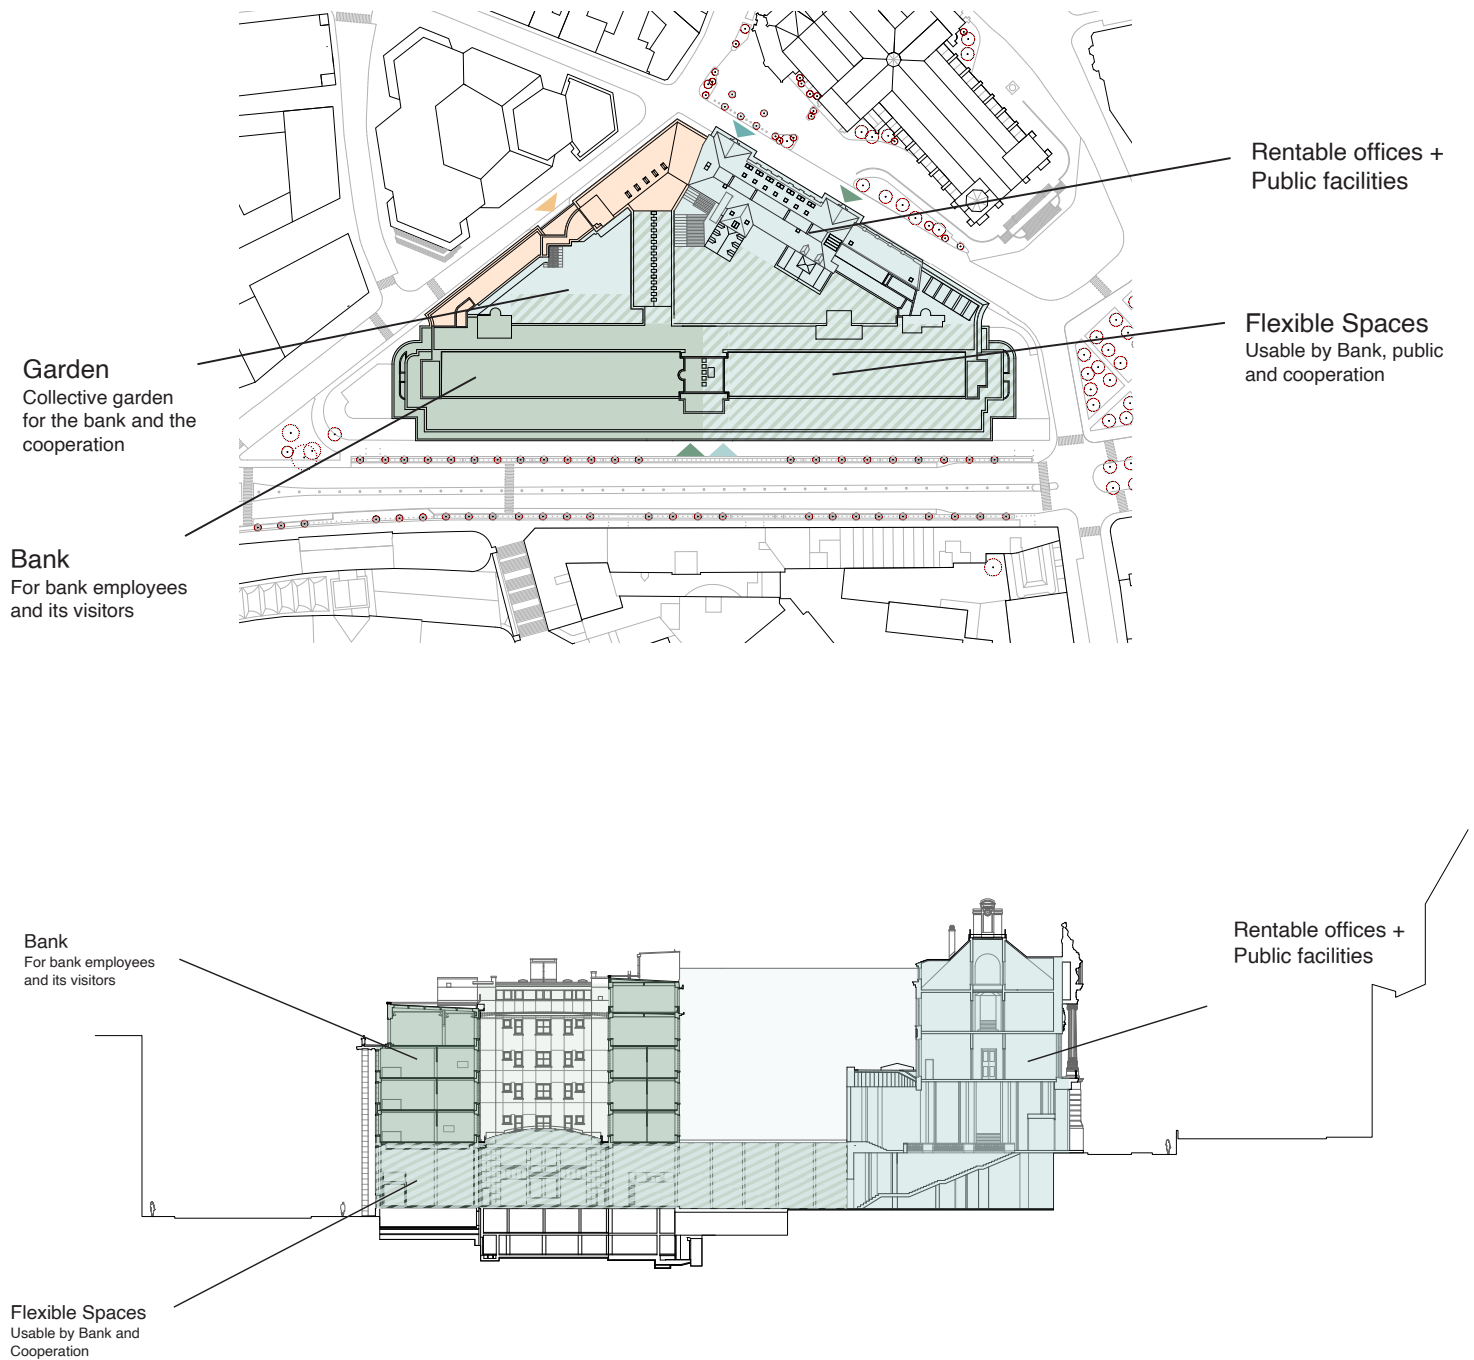 Rentable offices +
Public facilities
Flexible Spaces
Usable by Bank, public
and cooperation
Garden
Collective garden
for the bank and the
cooperation
Bank
For bank employees
and its visitors
Bank
For bank employees
and its visitors
Rentable offices +
Public facilities
Flexible Spaces
Usable by Bank and
Cooperation